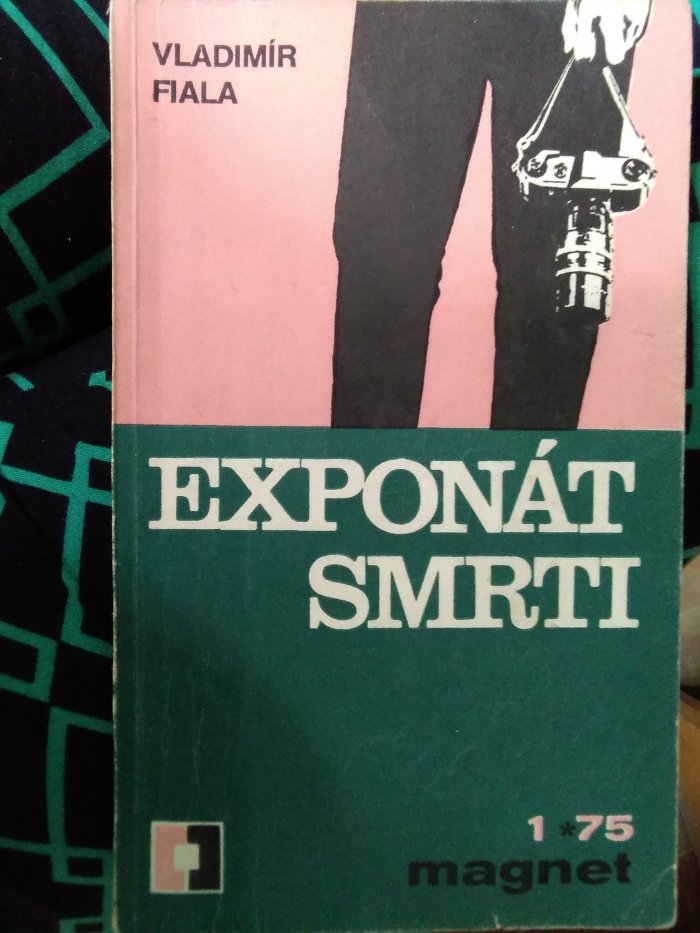 VLADIMÍR
FIALA
EXPONÁT
SMRTI
1*75
magnet